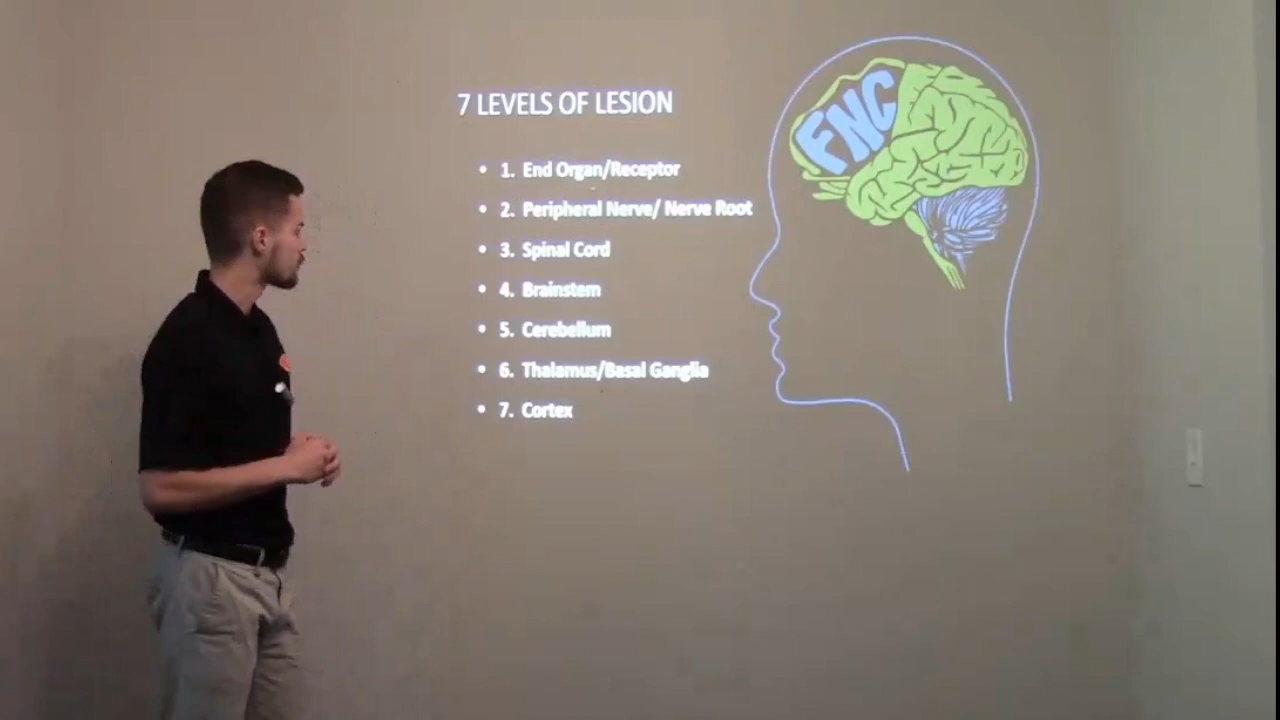 7 LEVELS OF LESION
• 1. End Organ/Receptor
• 2. Peripheral Nerve/ Nerve Root
• 3. Spinal Cord
• 4. Brainstem
• 5. Cerebellum
• 6. Thalamus/Basal Ganglia
• 7. Cortex
FNC